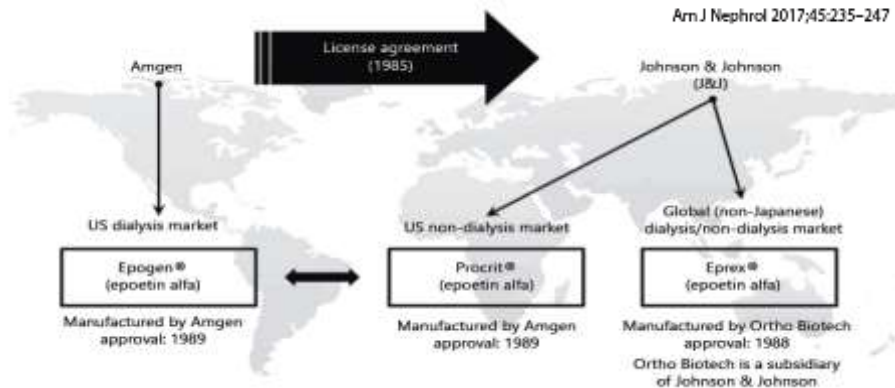 Am J Nephrol 2017;45:235–247
License agreement
(1985)
Amgen
Johnson & Johnson
(J&J)
US dialysis market
US non-dialysis market
Global (non-Japanese)
dialysis/non-dialysis market
Epogen®
(epoetin alfa)
Procrit®
(epoetin alfa)
Eprex®
(epoetin alfa)
Manufactured by Amgen
approval: 1989
Manufactured by Amgen
approval: 1989
Manufactured by Ortho Biotech
approval: 1988
Ortho Biotech is a subsidiary
of Johnson & Johnson